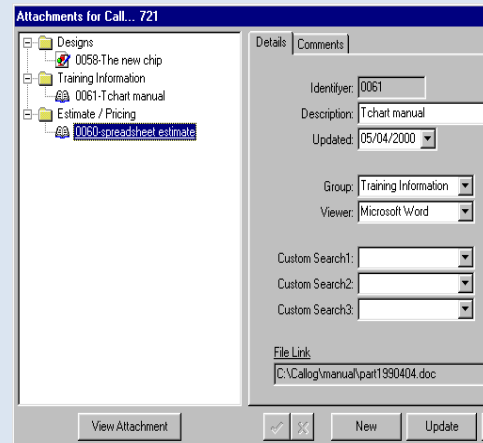 Attachments for Call... 721
Designs
0058-The new chip
Training Information
0061-Tchart manual
Estimate / Pricing
0060-spreadsheet estimate
View Attachment
Details
Comments
Identifyer: 0061
Description: Tchart manual
Updated: 05/04/2000
Group: Training Information
Viewer: Microsoft Word
Custom Search1:
Custom Search2:
Custom Search3:
File Link
C:\Callog\manual\part1990404.doc
New
Update